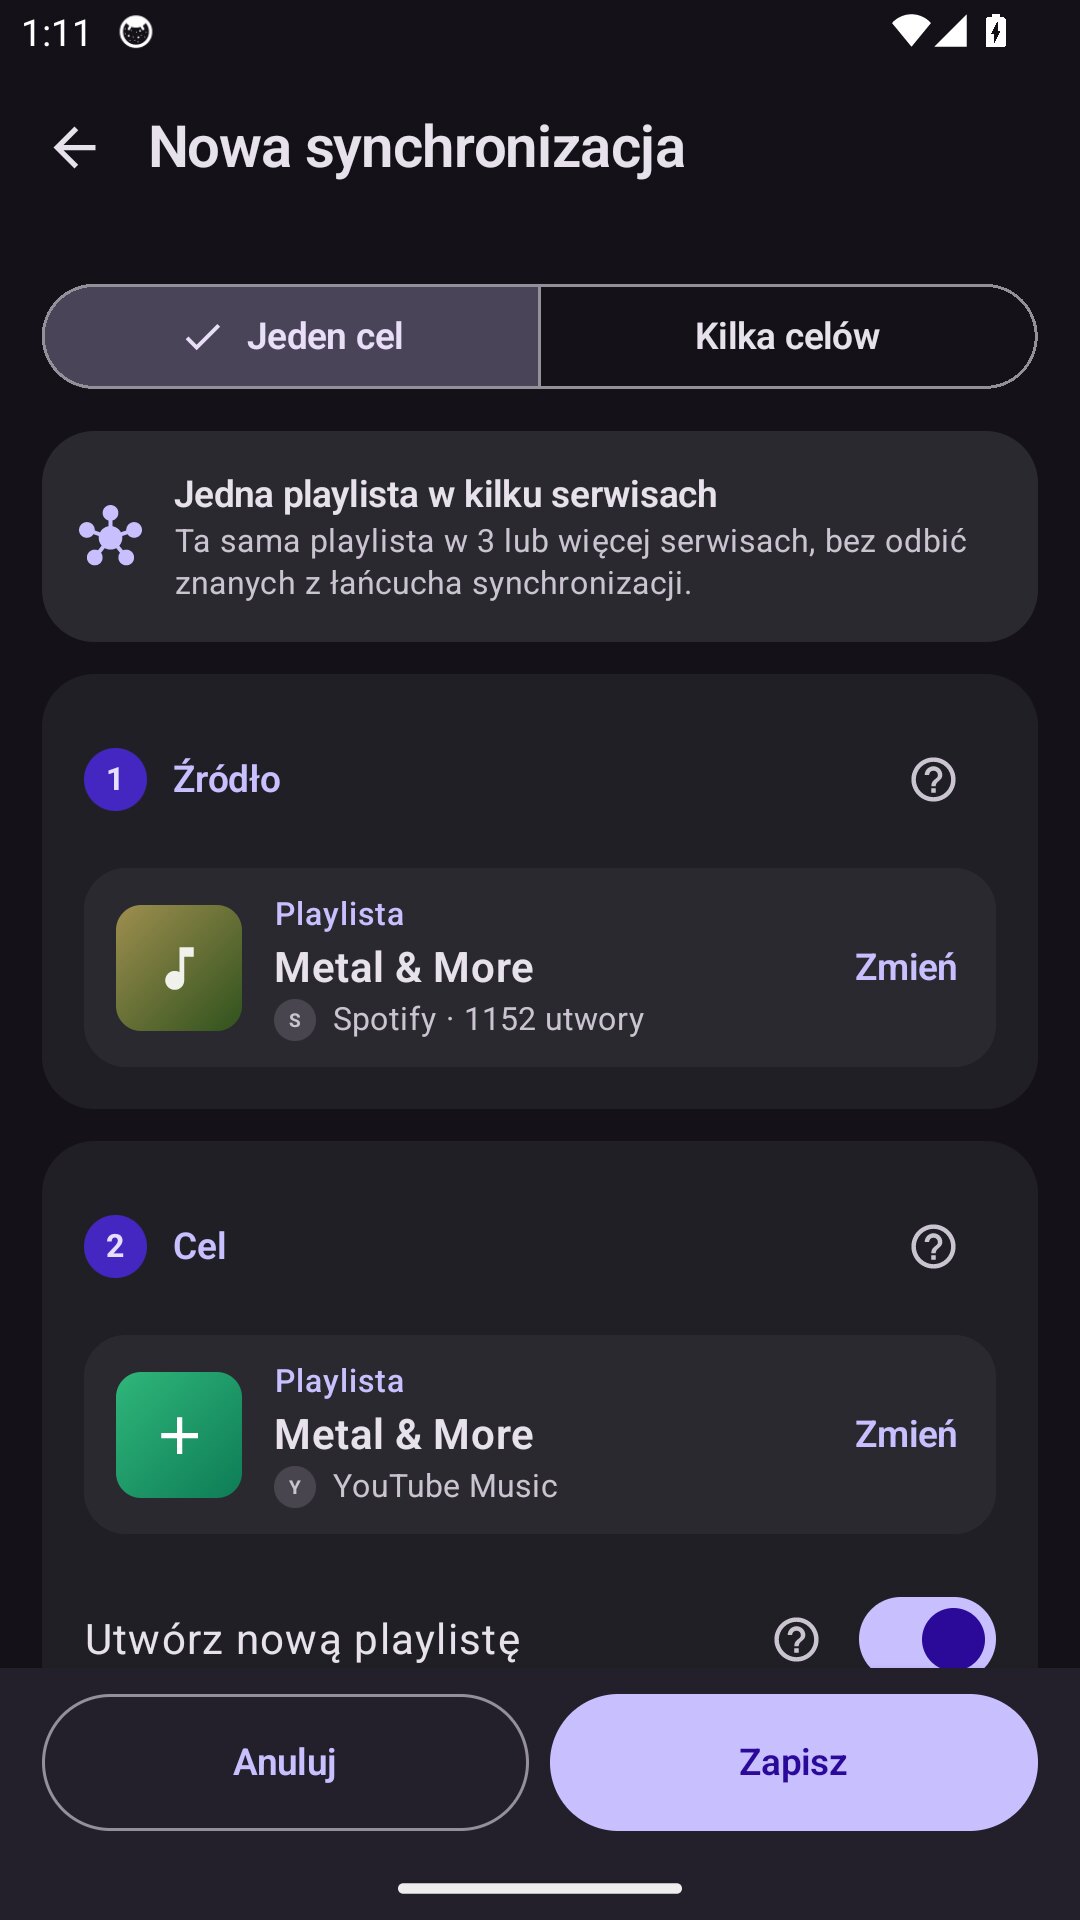 1:11
Nowa synchronizacja
Jeden cel
Kilka celów
Jedna playlista w kilku serwisach
Ta sama playlista w 3 lub więcej serwisach, bez odbić
znanych z łańcucha synchronizacji.
1 Źródło
Playlista
Metal & More
Zmień
S Spotify · 1152 utwory
2 Cel
Playlista
Metal & More
Zmień
Y YouTube Music
Utwórz nową playlistę
Anuluj
Zapisz